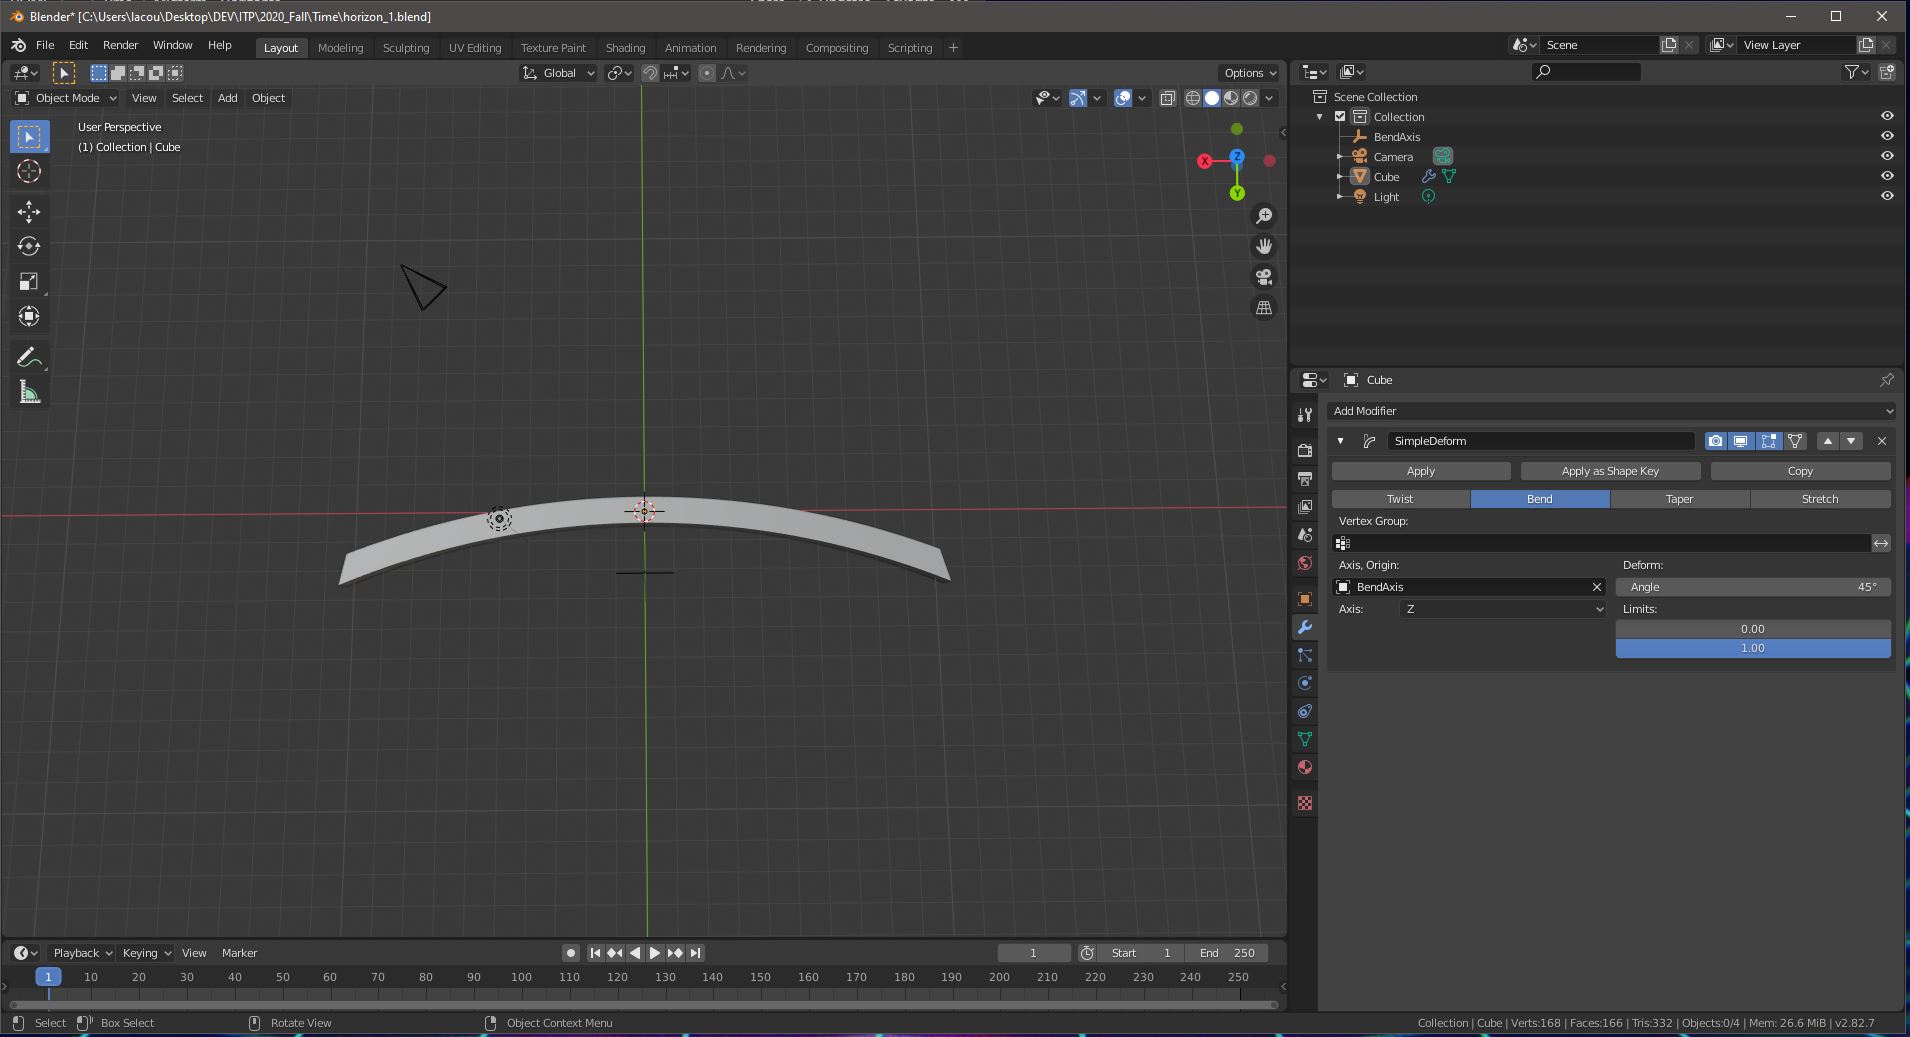 Blender* [C:\Users\lacou\Desktop\DEV\ITP\2020_Fall\Time\horizon_1.blend]
File Edit Render Window Help Layout Modeling Sculpting UV Editing Texture Paint Shading Animation Rendering Compositing Scripting + Scene View Layer
Global Options
Object Mode View Select Add Object
User Perspective
(1) Collection | Cube
X Z Y
Scene Collection
Collection
BendAxis
Camera
Cube
Light
Cube
Add Modifier
SimpleDeform
Apply Apply as Shape Key Copy
Twist Bend Taper Stretch
Vertex Group:
Axis, Origin: Deform:
BendAxis Angle 45°
Axis: Z Limits:
0.00
1.00
Playback Keying View Marker 1 Start 1 End 250
1 10 20 30 40 50 60 70 80 90 100 110 120 130 140 150 160 170 180 190 200 210 220 230 240 250
Select Box Select Rotate View Object Context Menu Collection | Cube | Verts:168 | Faces:166 | Tris:332 | Objects:0/4 | Mem: 26.6 MiB | v2.82.7